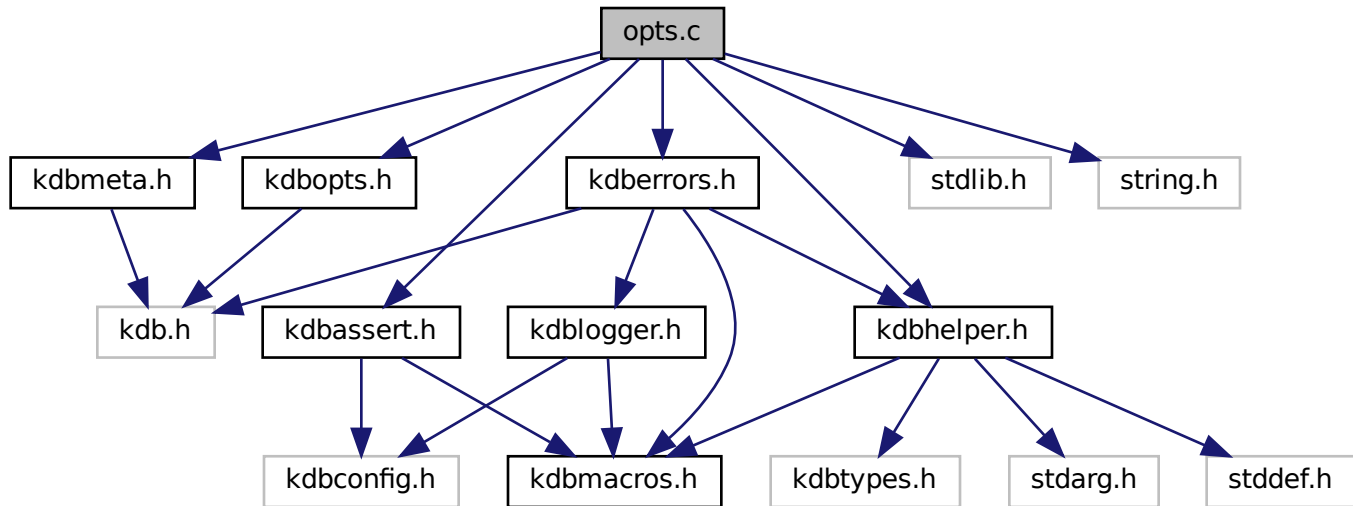 opts.c
kdbmeta.h
kdbopts.h
kdberrors.h
stdlib.h
string.h
kdb.h
kdbassert.h
kdblogger.h
kdbhelper.h
kdbconfig.h
kdbmacros.h
kdbtypes.h
stdarg.h
stddef.h